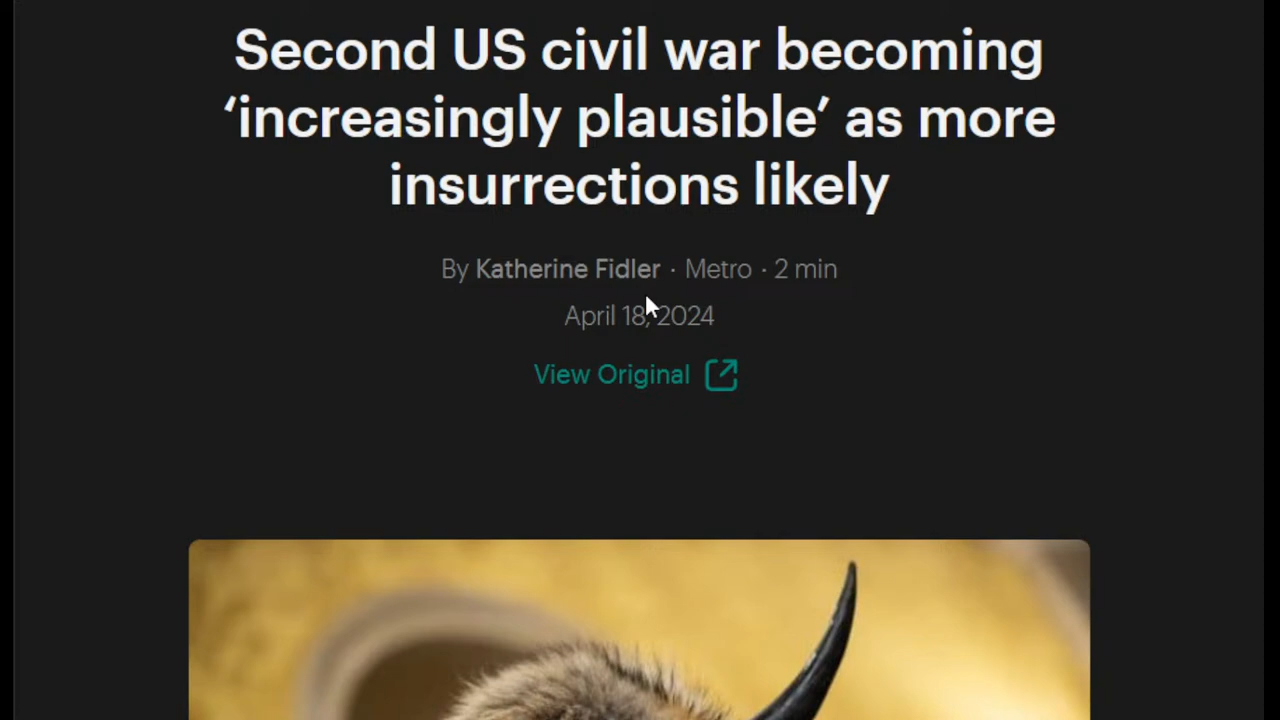 Second US civil war becoming
‘increasingly plausible’ as more
insurrections likely
By Katherine Fidler · Metro · 2 min
April 18, 2024
View Original